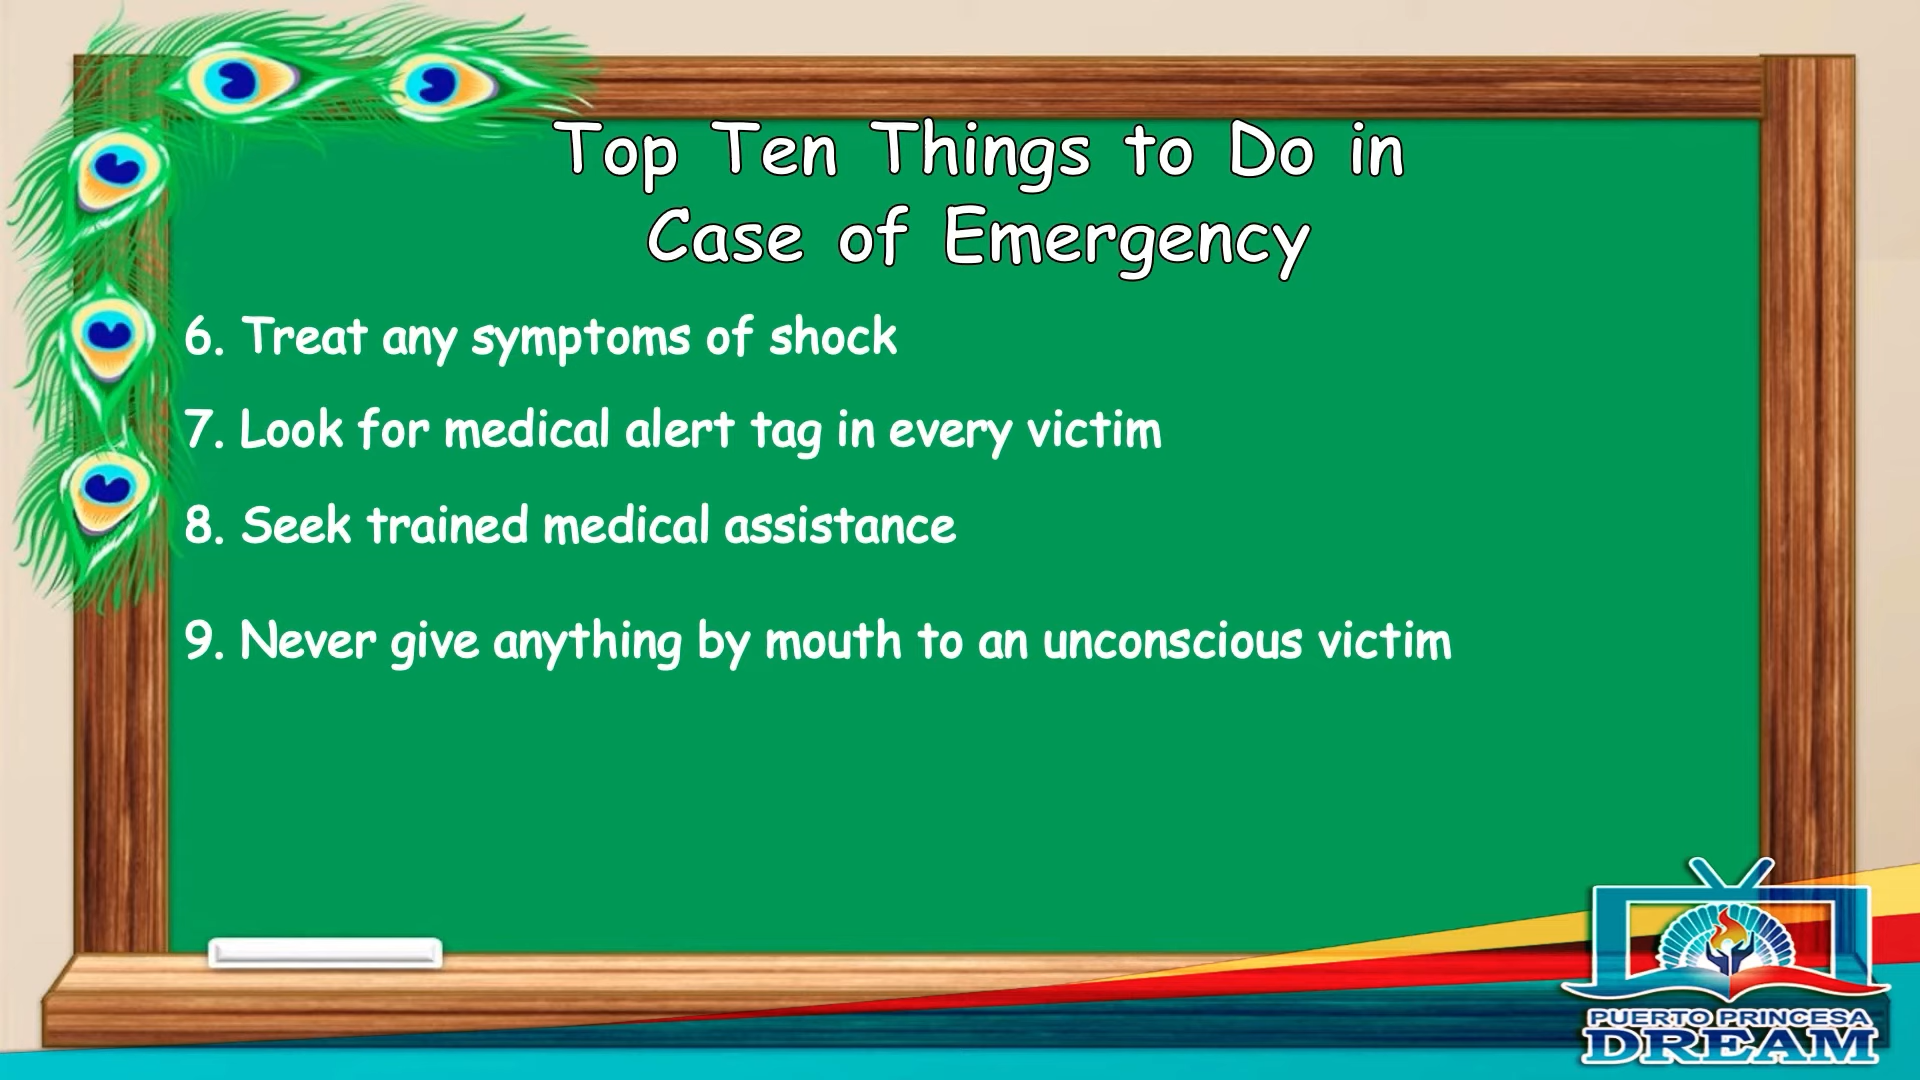 Top Ten Things to Do in
Case of Emergency
6. Treat any symptoms of shock
7. Look for medical alert tag in every victim
8. Seek trained medical assistance
9. Never give anything by mouth to an unconscious victim
PUERTO PRINCESA
DREAM